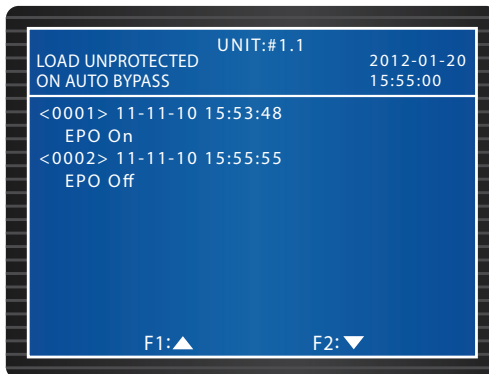 UNIT:#1.1
LOAD UNPROTECTED 2012-01-20
ON AUTO BYPASS 15:55:00
<0001> 11-11-10 15:53:48
EPO On
<0002> 11-11-10 15:55:55
EPO Off
F1:▲ F2:▼